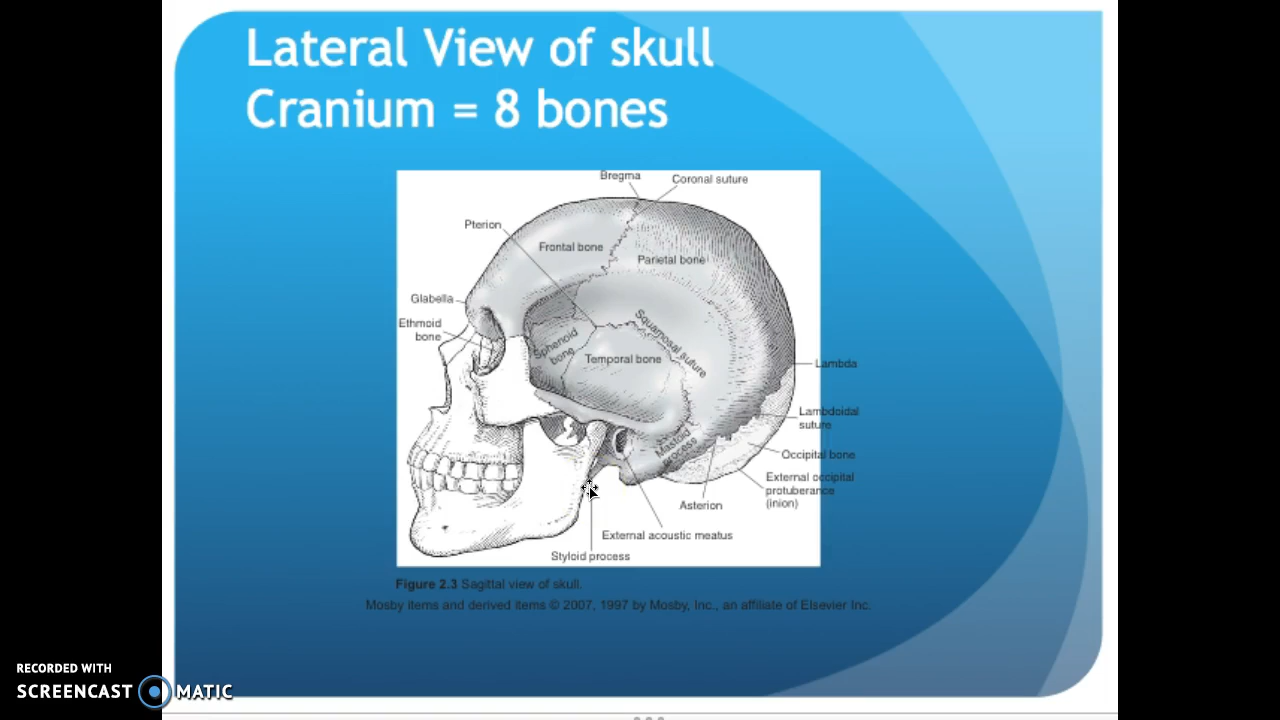 Lateral View of skull
Cranium = 8 bones
Bregma
Coronal suture
Pterion
Frontal bone
Parietal bone
Glabella
Ethmoid
bone
Sphenoid
bone
Squamosal suture
Temporal bone
Lambda
Lambdoidal
suture
Mastoid
process
Occipital bone
External occipital
protuberance
(inion)
Asterion
External acoustic meatus
Styloid process
Figure 2.3 Sagittal view of skull.
Mosby items and derived items © 2007, 1997 by Mosby, Inc., an affiliate of Elsevier Inc.
RECORDED WITH
SCREENCAST MATIC